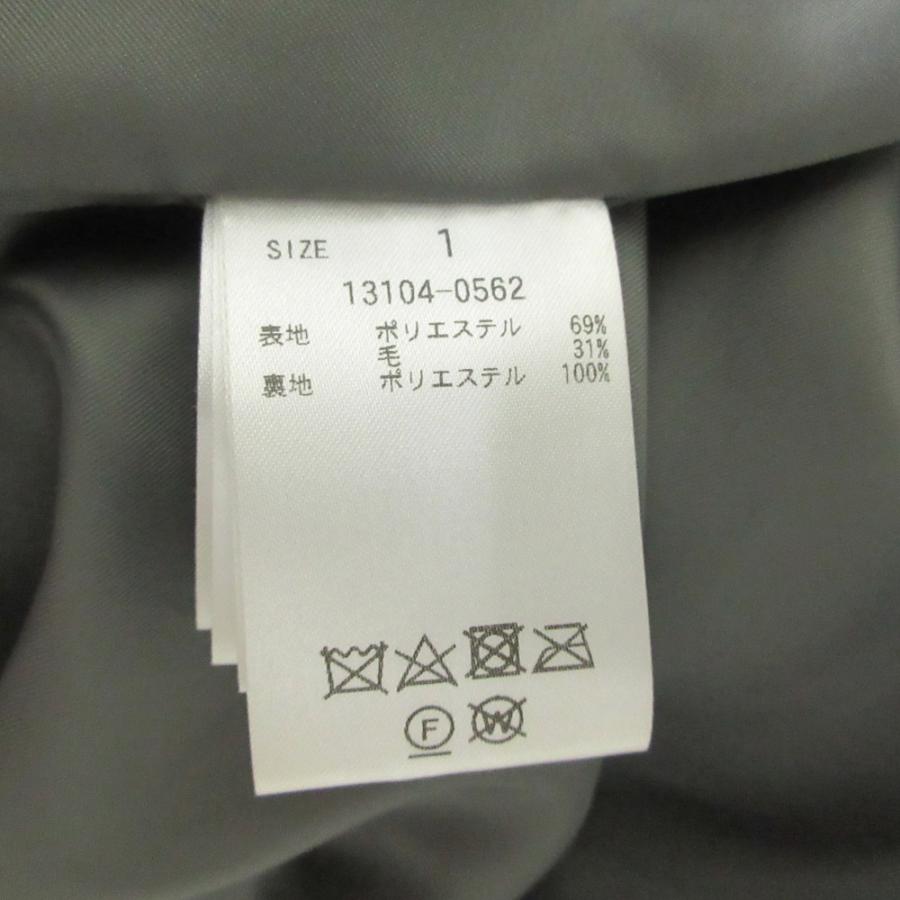 SIZE 1
13104-0562
表地 ポリエステル 69%
毛 31%
裏地 ポリエステル 100%
F W